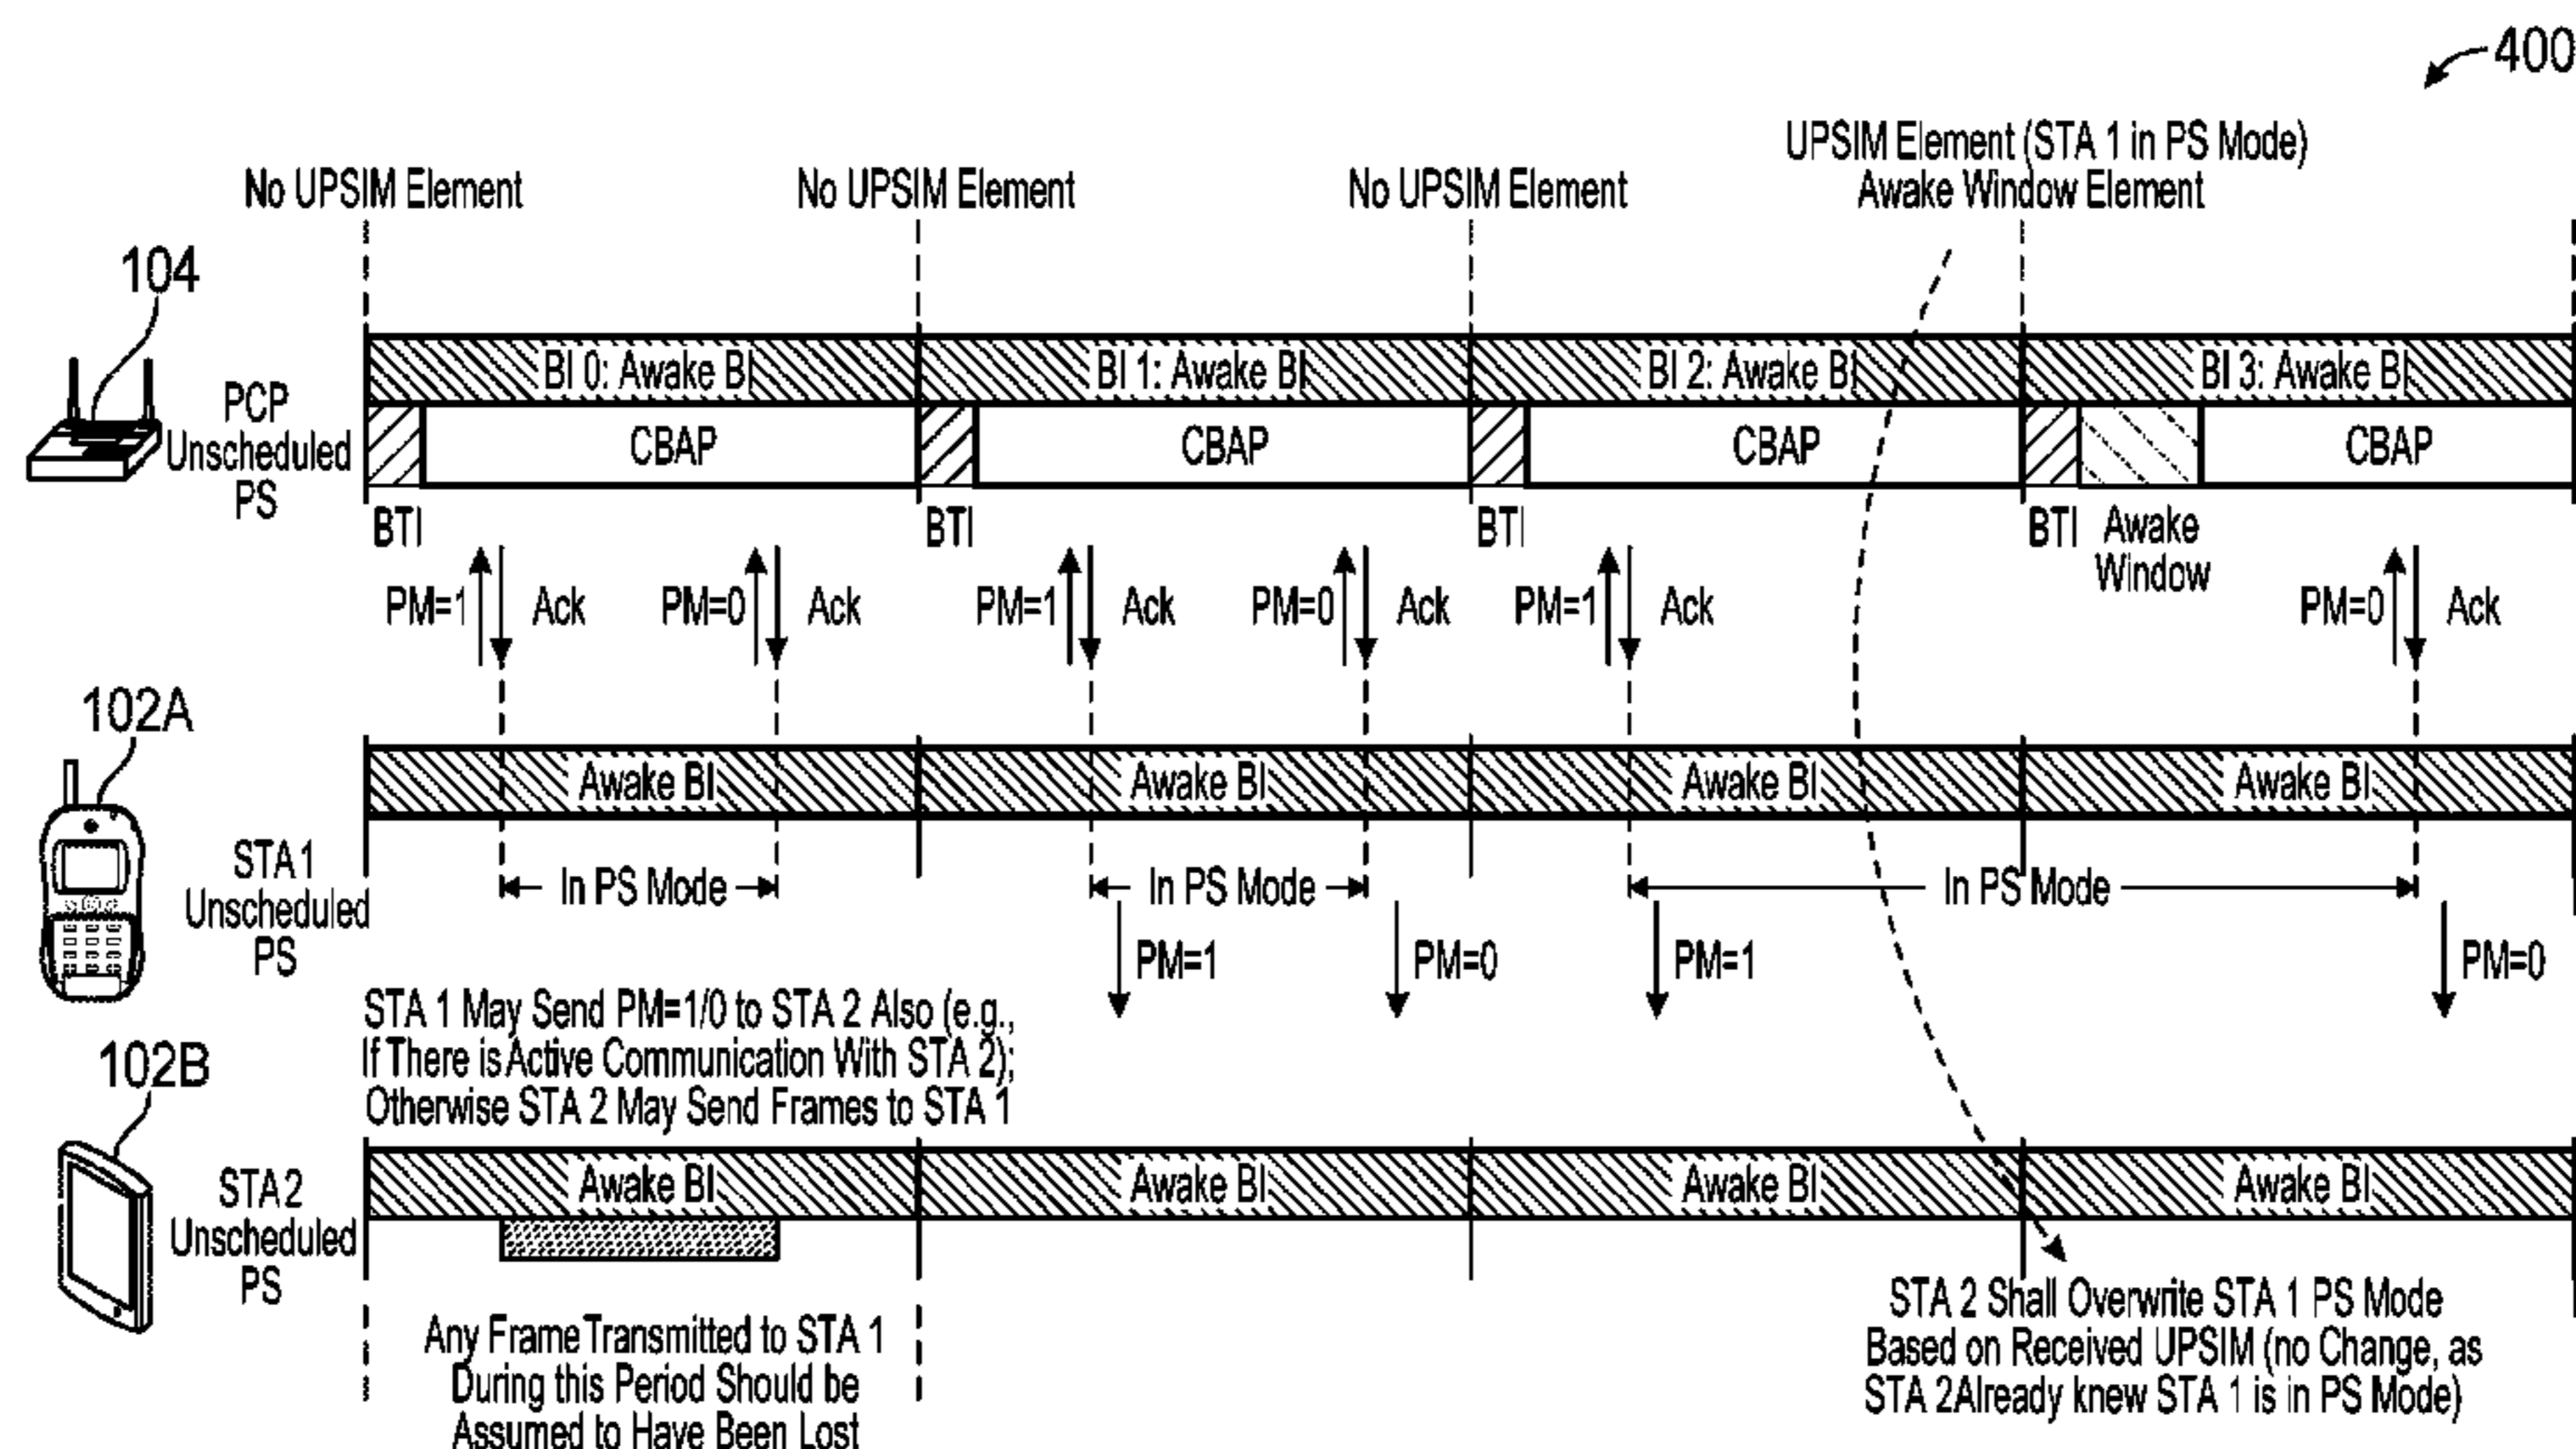 400
UPSIM Element (STA 1 in PS Mode)
Awake Window Element
No UPSIM Element
No UPSIM Element
No UPSIM Element
104
PCP
Unscheduled
PS
BI 0: Awake BI
BI 1: Awake BI
BI 2: Awake BI
BI 3: Awake BI
CBAP
CBAP
CBAP
CBAP
BTI
BTI
BTI
BTI
Awake
Window
PM=1
Ack
PM=0
Ack
PM=1
Ack
PM=0
Ack
PM=1
Ack
PM=0
Ack
102A
STA 1
Unscheduled
PS
Awake BI
Awake BI
Awake BI
Awake BI
In PS Mode
In PS Mode
In PS Mode
PM=1
PM=0
PM=1
PM=0
STA 1 May Send PM=1/0 to STA 2 Also (e.g.,
If There is Active Communication With STA 2);
Otherwise STA 2 May Send Frames to STA 1
102B
STA 2
Unscheduled
PS
Awake BI
Awake BI
Awake BI
Awake BI
Any Frame Transmitted to STA 1
During this Period Should be
Assumed to Have Been Lost
STA 2 Shall Overwrite STA 1 PS Mode
Based on Received UPSIM (no Change, as
STA 2 Already knew STA 1 is in PS Mode)